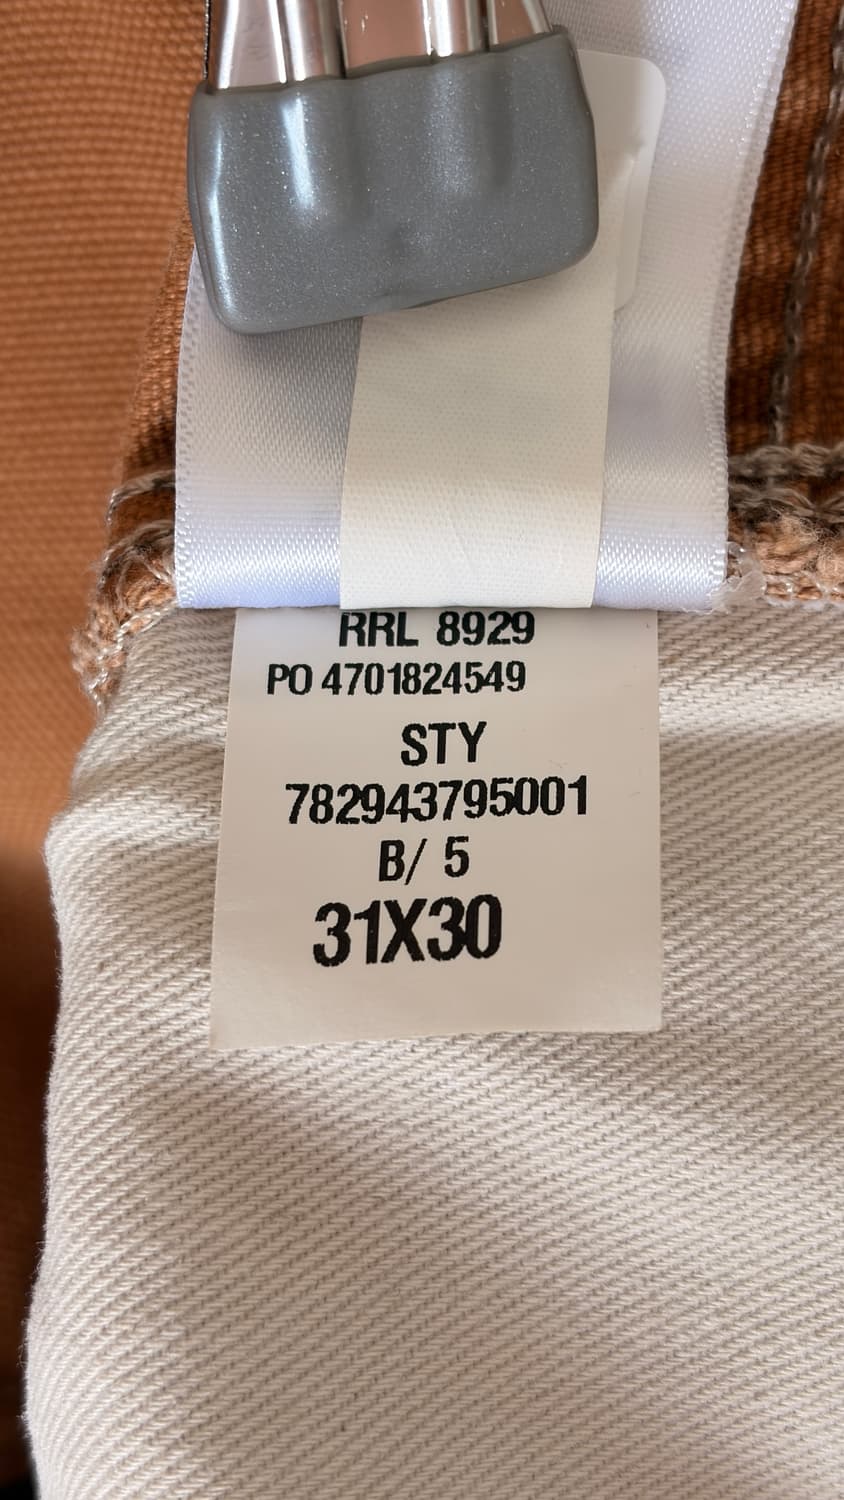 RRL 8929
PO 4701824549
STY
782943795001
B/ 5
31X30